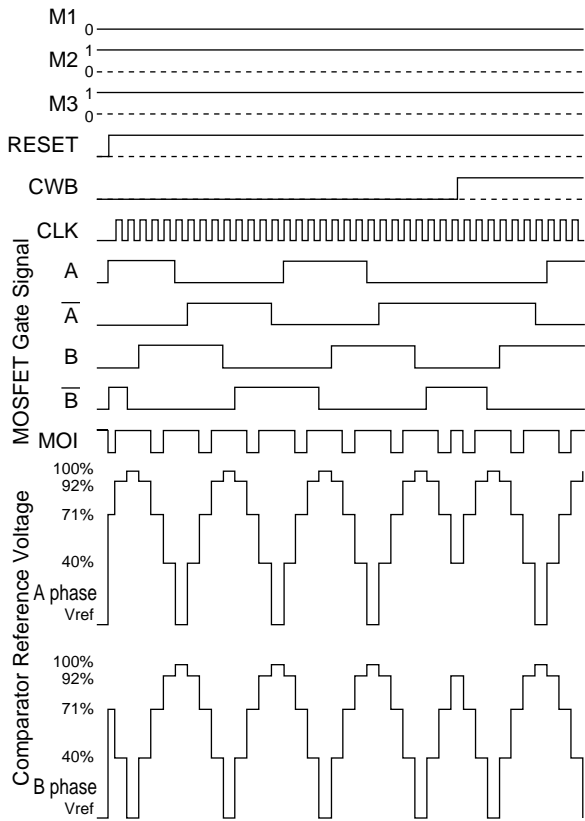 M1
0
1
M2
0
1
M3
0
RESET
CWB
CLK
MOSFET Gate Signal
A
A
B
B
MOI
Comparator Reference Voltage
100%
92%
71%
40%
A phase
Vref
100%
92%
71%
40%
B phase
Vref